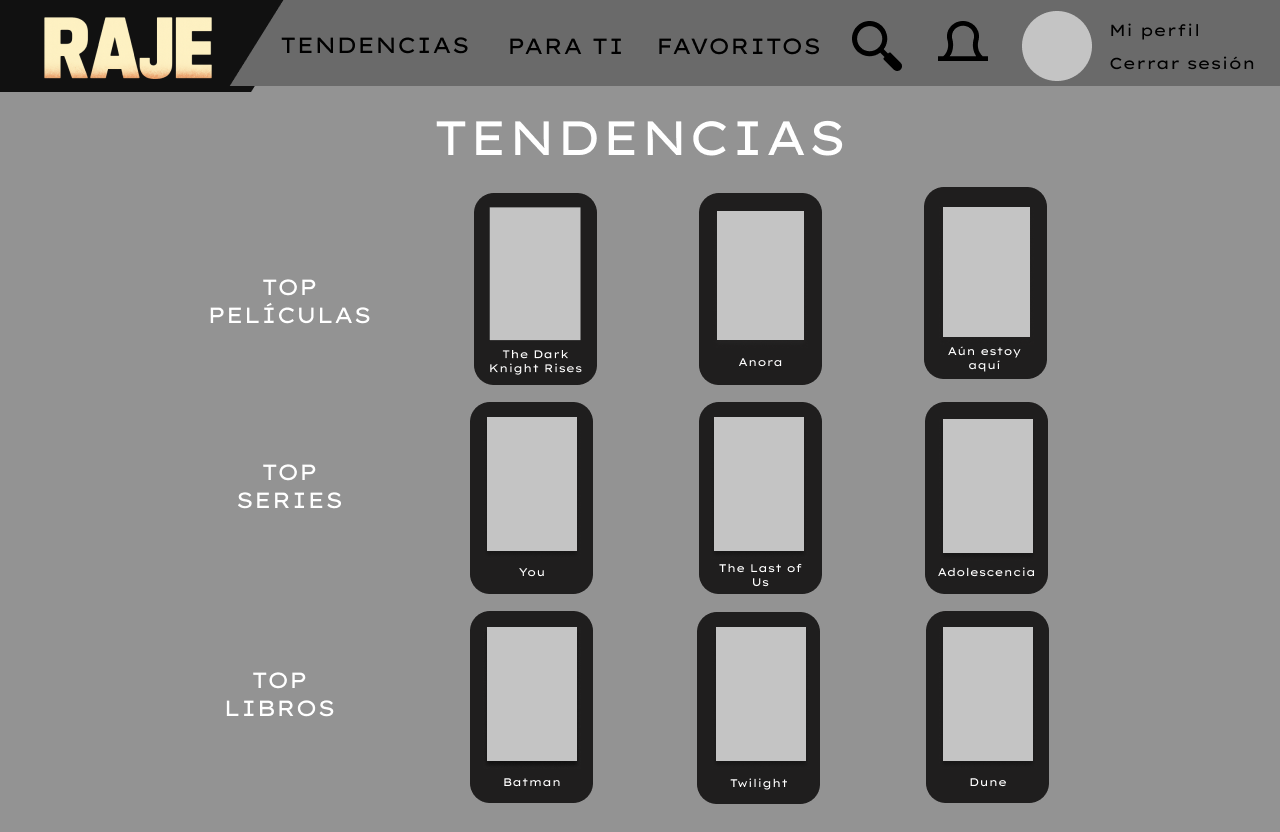 RAJE
TENDENCIAS
PARA TI
FAVORITOS
Mi perfil
Cerrar sesión
TENDENCIAS
TOP
PELÍCULAS
The Dark
Knight Rises
Anora
Aún estoy
aquí
TOP
SERIES
You
The Last of
Us
Adolescencia
TOP
LIBROS
Batman
Twilight
Dune